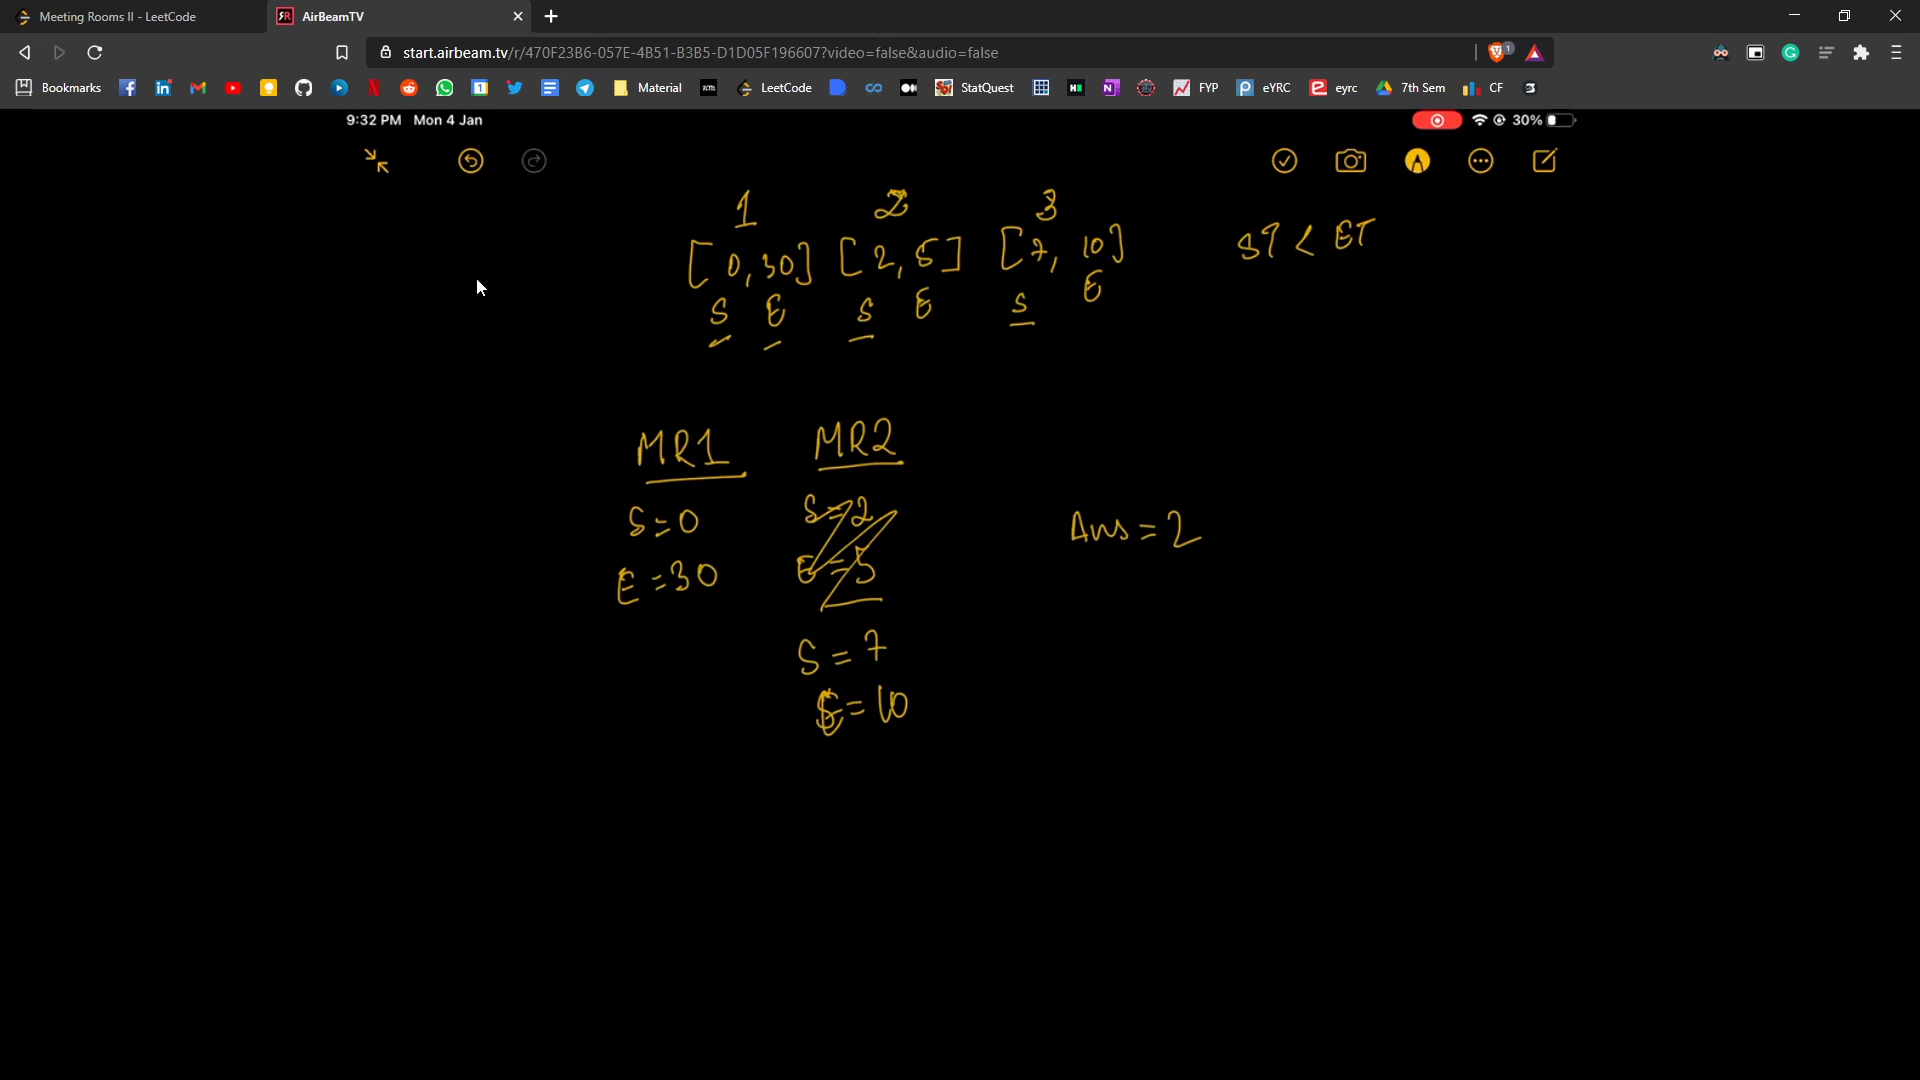 Meeting Rooms II - LeetCode
AirBeamTV
start.airbeam.tv/r/470F23B6-057E-4B51-B3B5-D1D05F196607?video=false&audio=false
1
Bookmarks
Material
LeetCode
StatQuest
FYP
eYRC
eyrc
7th Sem
CF
9:32 PM Mon 4 Jan
30%
1 2 3
[0,30] [2,5] [7, 10]
ST < ET
S E S E S E
MR1 MR2
S=0 S=2
E=30 E=5
Ans=2
S=7
E=10